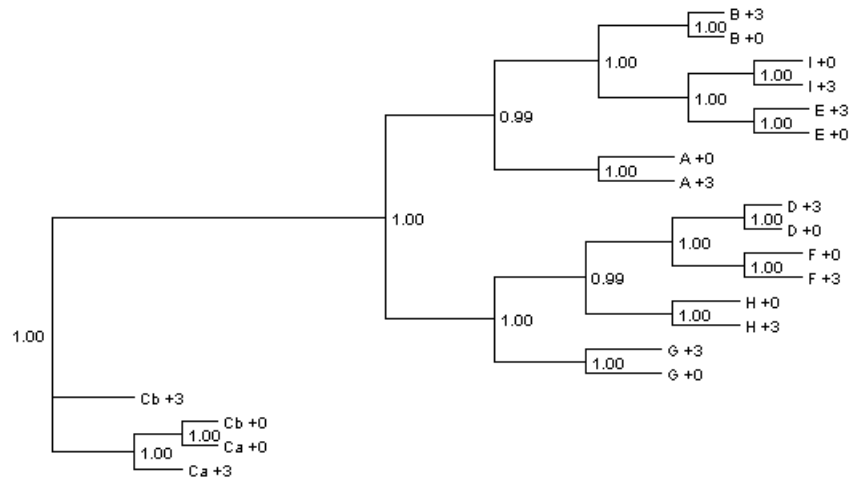 B +3
1.00
B +0
1.00
I +0
1.00
I +3
1.00
E +3
1.00
E +0
0.99
A +0
1.00
A +3
1.00
D +3
1.00
D +0
1.00
F +0
1.00
F +3
0.99
H +0
1.00
H +3
1.00
G +3
1.00
G +0
1.00
Cb +3
Cb +0
1.00
Ca +0
1.00
Ca +3